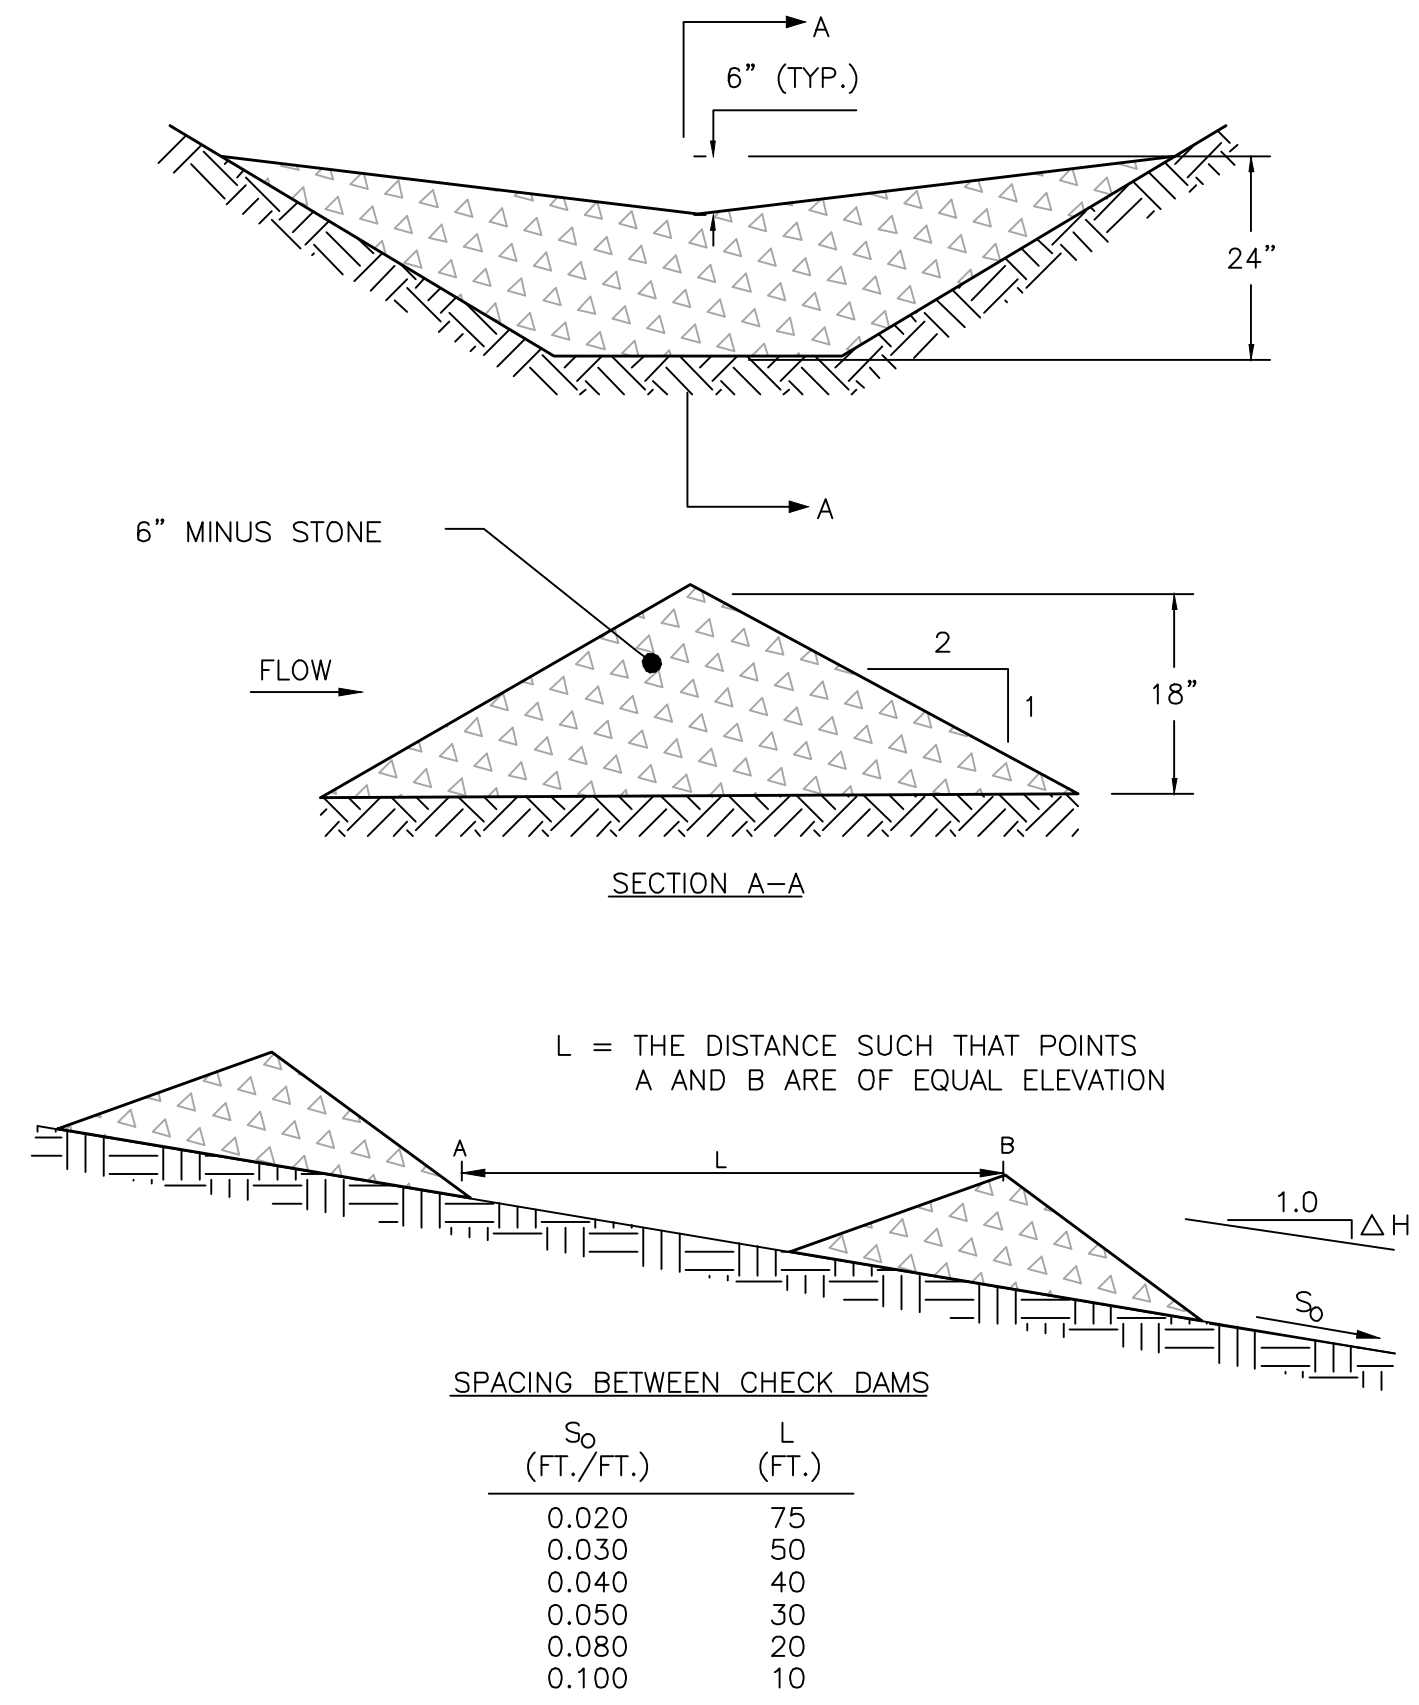 A
6” (TYP.)
24”
A
6” MINUS STONE
FLOW
2
1
18”
SECTION A–A
L = THE DISTANCE SUCH THAT POINTS
A AND B ARE OF EQUAL ELEVATION
A
L
B
1.0
△ H
So
SPACING BETWEEN CHECK DAMS
So L
(FT./FT.) (FT.)
0.020 75
0.030 50
0.040 40
0.050 30
0.080 20
0.100 10